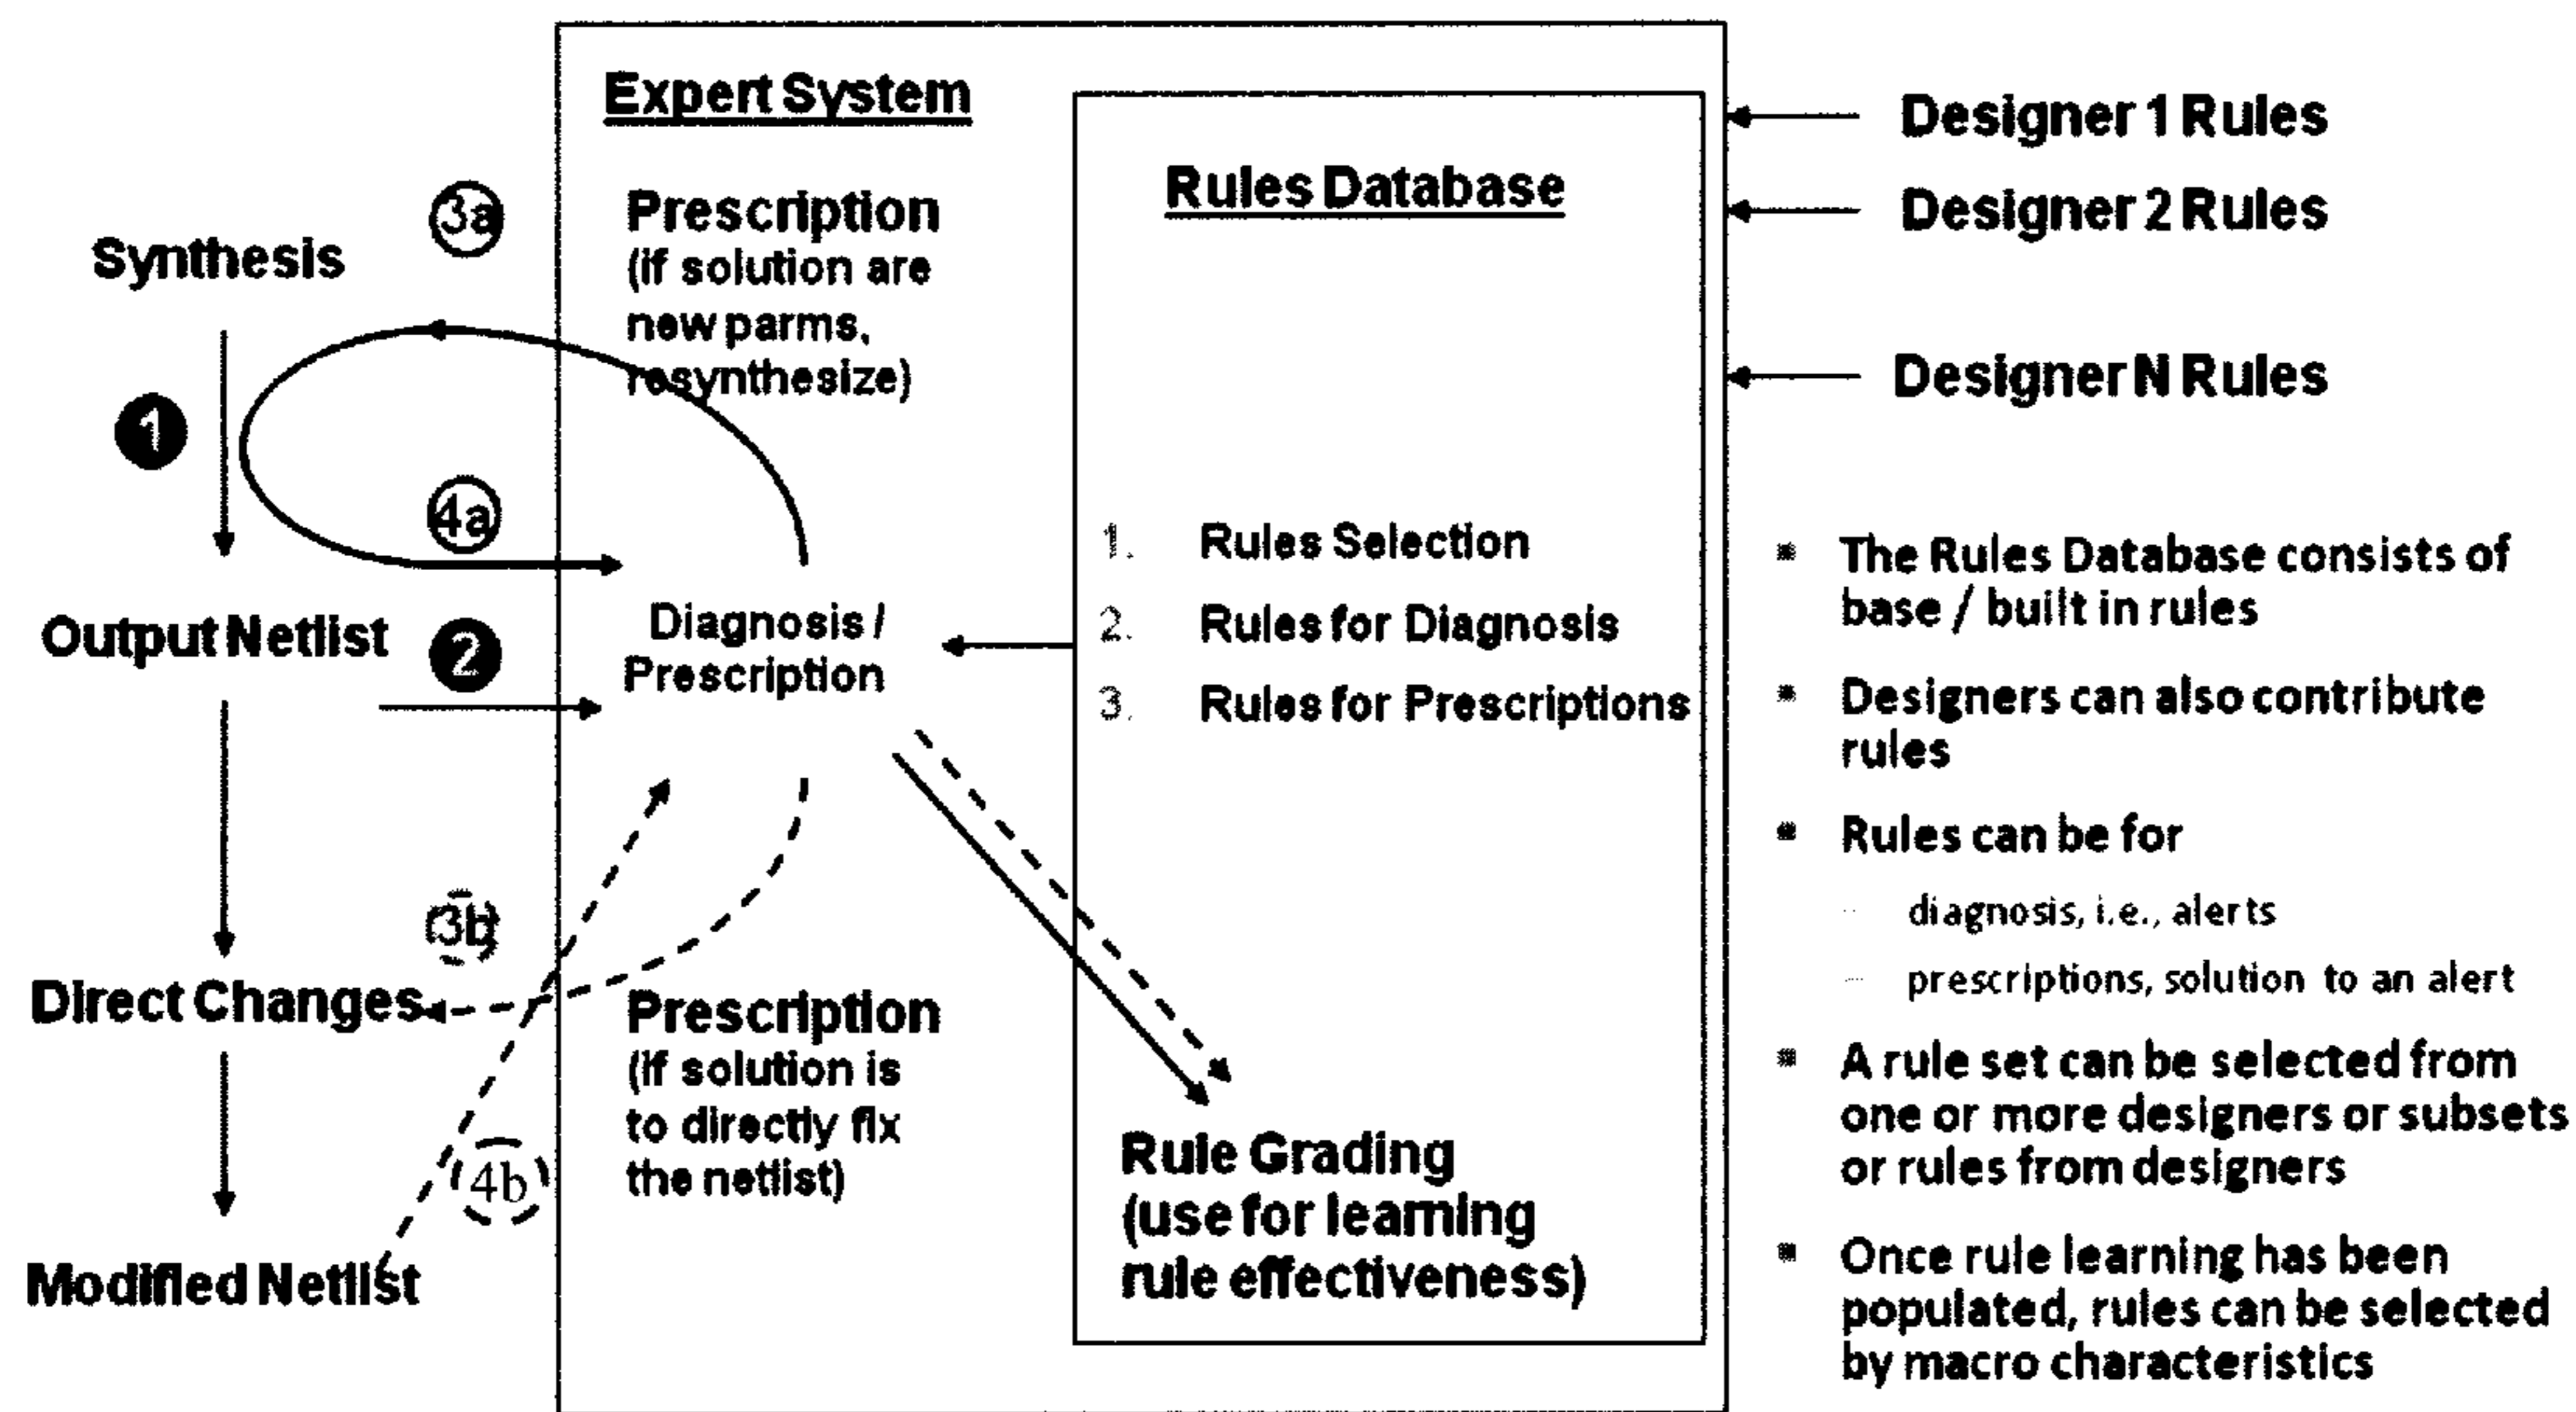 Expert System
Prescription
(if solution are
new parms,
resynthesize)
3a
Synthesis
1
4a
Output Netlist
2
Diagnosis /
Prescription
3b
Direct Changes
Prescription
(if solution is
to directly fix
the netlist)
4b
Modified Netlist
Rules Database
1. Rules Selection
2. Rules for Diagnosis
3. Rules for Prescriptions
Rule Grading
(use for learning
rule effectiveness)
Designer 1 Rules
Designer 2 Rules
Designer N Rules
▪ The Rules Database consists of
base / built in rules
▪ Designers can also contribute
rules
▪ Rules can be for
– diagnosis, i.e., alerts
– prescriptions, solution to an alert
▪ A rule set can be selected from
one or more designers or subsets
or rules from designers
▪ Once rule learning has been
populated, rules can be selected
by macro characteristics